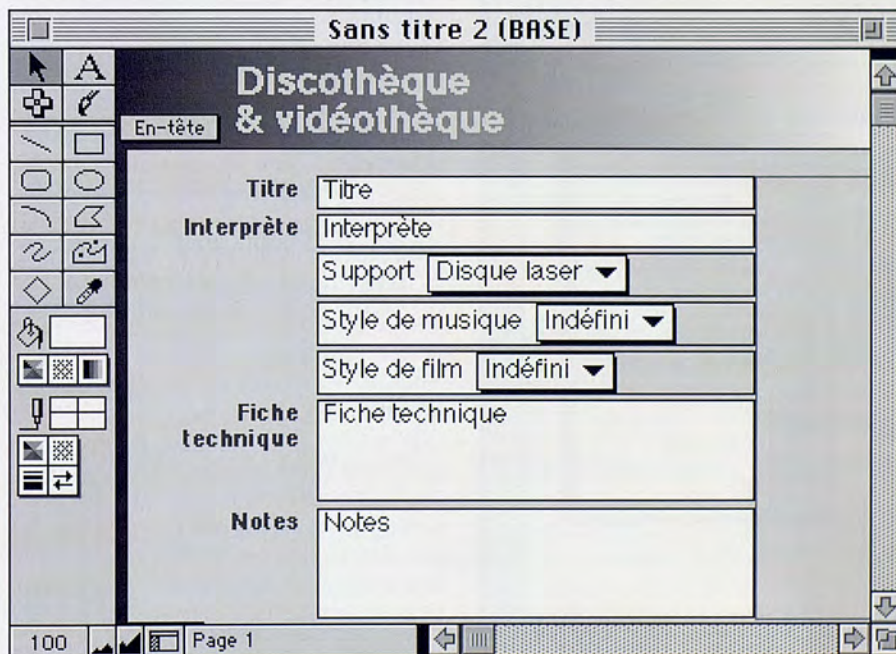 Sans titre 2 (BASE)
A
Discothèque
& vidéothèque
En-tête
Titre Titre
Interprète Interprète
Support Disque laser
Style de musique Indéfini
Style de film Indéfini
Fiche technique Fiche technique
Notes Notes
100 Page 1